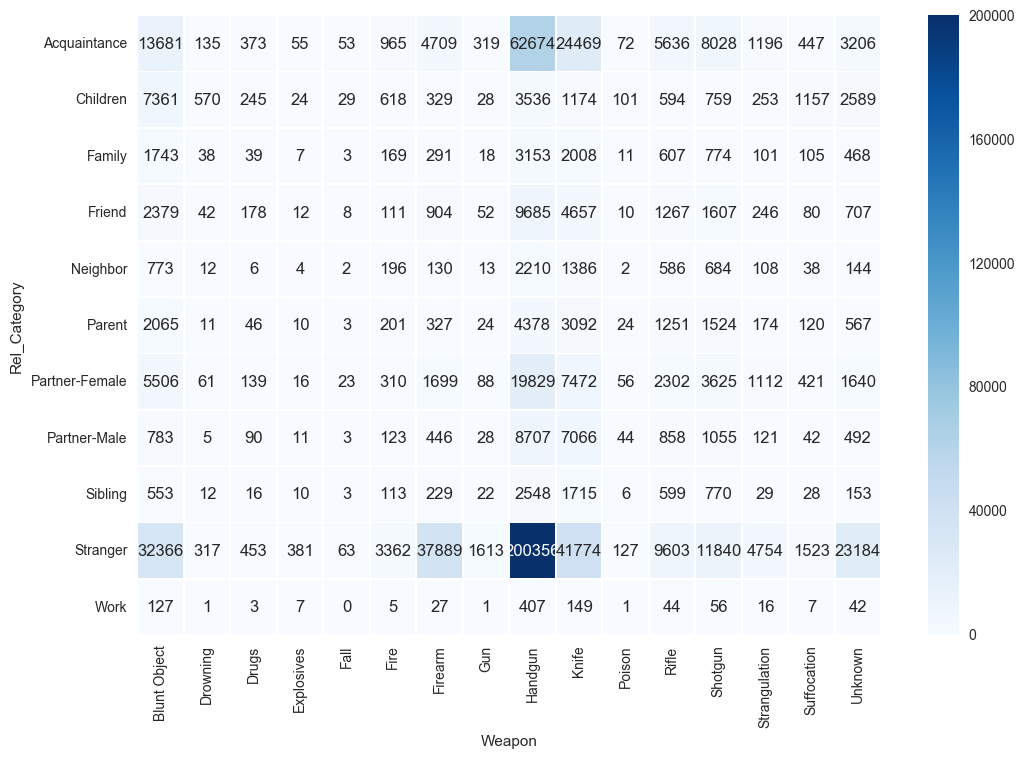 200000
Acquaintance 13681 135 373 55 53 965 4709 319 62674 24469 72 5636 8028 1196 447 3206
Children 7361 570 245 24 29 618 329 28 3536 1174 101 594 759 253 1157 2589
160000
Family 1743 38 39 7 3 169 291 18 3153 2008 11 607 774 101 105 468
Friend 2379 42 178 12 8 111 904 52 9685 4657 10 1267 1607 246 80 707
120000
Neighbor 773 12 6 4 2 196 130 13 2210 1386 2 586 684 108 38 144
Rel_Category
Parent 2065 11 46 10 3 201 327 24 4378 3092 24 1251 1524 174 120 567
Partner-Female 5506 61 139 16 23 310 1699 88 19829 7472 56 2302 3625 1112 421 1640
80000
Partner-Male 783 5 90 11 3 123 446 28 8707 7066 44 858 1055 121 42 492
Sibling 553 12 16 10 3 113 229 22 2548 1715 6 599 770 29 28 153
40000
Stranger 32366 317 453 381 63 3362 37889 1613 200356 41774 127 9603 11840 4754 1523 23184
Work 127 1 3 7 0 5 27 1 407 149 1 44 56 16 7 42
0
Blunt Object Drowning Drugs Explosives Fall Fire Firearm Gun Handgun Knife Poison Rifle Shotgun Strangulation Suffocation Unknown
Weapon